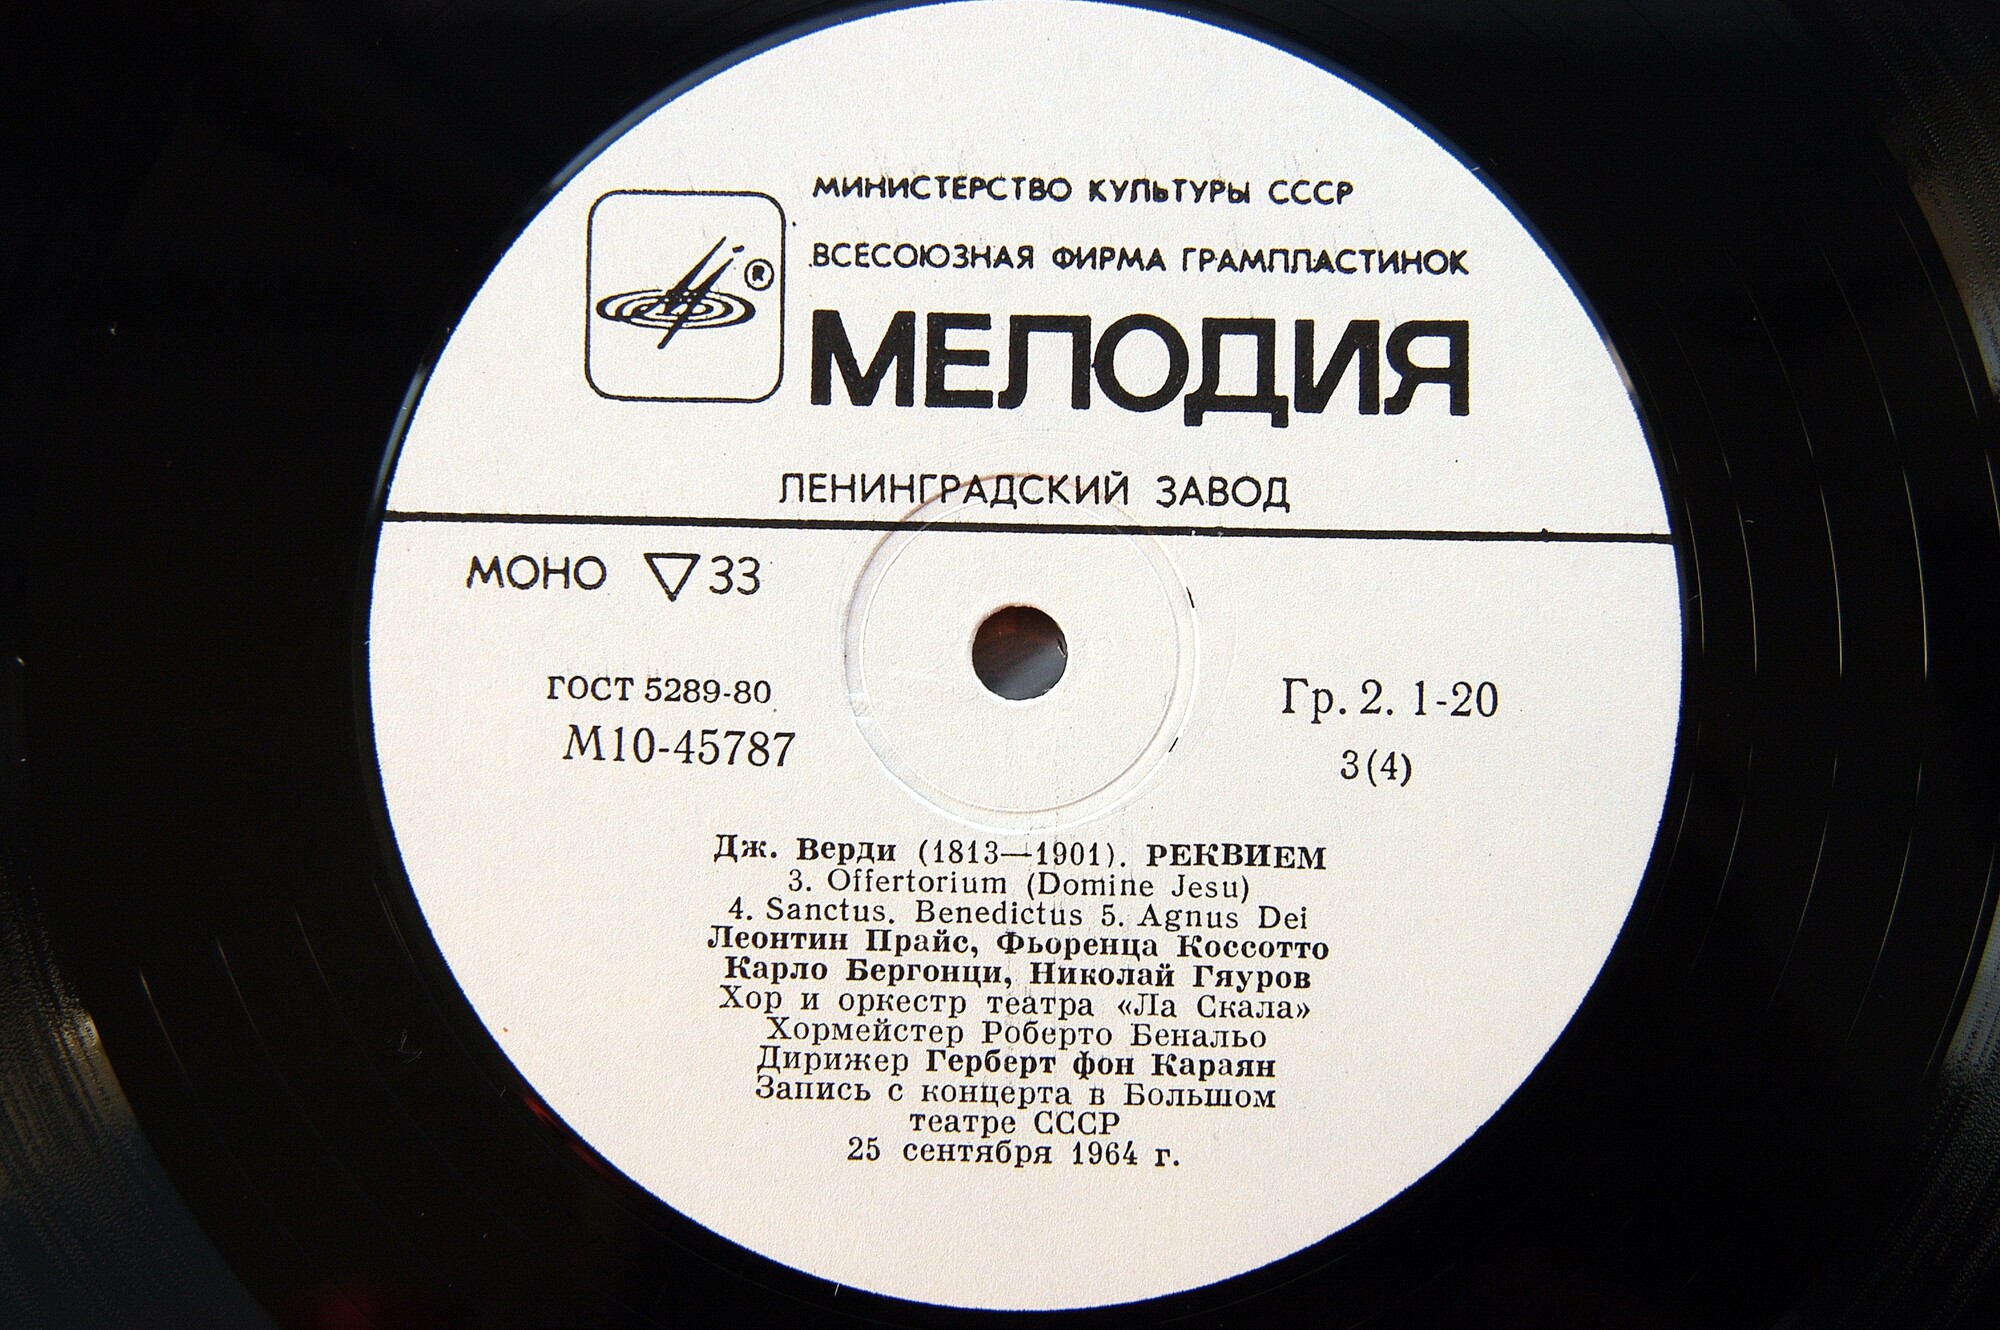 МИНИСТЕРСТВО КУЛЬТУРЫ СССР
ВСЕСОЮЗНАЯ ФИРМА ГРАМПЛАСТИНОК
®
МЕЛОДИЯ
ЛЕНИНГРАДСКИЙ ЗАВОД
МОНО ▽33
ГОСТ 5289-80
М10-45787
Гр. 2. 1-20
3(4)
Дж. Верди (1813—1901). РЕКВИЕМ
3. Offertorium (Domine Jesu)
4. Sanctus. Benedictus 5. Agnus Dei
Леонтин Прайс, Фьоренца Коссотто
Карло Бергонци, Николай Гяуров
Хор и оркестр театра «Ла Скала»
Хормейстер Роберто Бенальо
Дирижер Герберт фон Караян
Запись с концерта в Большом
театре СССР
25 сентября 1964 г.